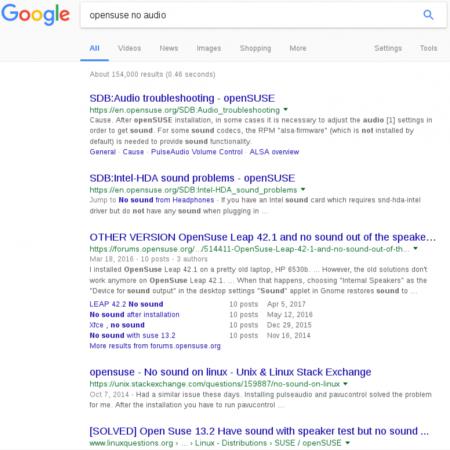 Google
opensuse no audio
All Videos News Images Shopping More Settings Tools
About 154,000 results (0.46 seconds)
SDB:Audio troubleshooting - openSUSE
https://en.opensuse.org/SDB:Audio_troubleshooting
Cause. After openSUSE installation, in some cases it is necessary to adjust the audio [1] settings in
order to get sound. For some sound codecs, the RPM "alsa-firmware" (which is not installed by
default) is needed to provide sound functionality.
General · Cause · PulseAudio Volume Control · ALSA overview
SDB:Intel-HDA sound problems - openSUSE
https://en.opensuse.org/SDB:Intel-HDA_sound_problems
Jump to No sound from Headphones - If you have an Intel sound card which requires snd-hda-intel
driver but do not have any sound when plugging in ...
OTHER VERSION OpenSuse Leap 42.1 and no sound out of the speake...
https://forums.opensuse.org/.../514411-OpenSuse-Leap-42-1-and-no-sound-out-of-th...
Mar 18, 2016 - 10 posts - 3 authors
I installed OpenSuse Leap 42.1 on a pretty old laptop, HP 6530b. ... However, the old solutions don't
work anymore on OpenSuse Leap 42.1. ... When that happens, choosing "Internal Speakers" as the
"Device for sound output" in the desktop settings "Sound" applet in Gnome restores sound to ...
LEAP 42.2 No sound 10 posts Apr 5, 2017
No sound after installation 10 posts May 12, 2016
Xfce , no sound 10 posts Dec 29, 2015
No sound with suse 13.2 10 posts Nov 16, 2014
More results from forums.opensuse.org
opensuse - No sound on linux - Unix & Linux Stack Exchange
https://unix.stackexchange.com/questions/159887/no-sound-on-linux
Oct 7, 2014 - Had a similar issue these days. Installing pulseaudio and pavucontrol solved the problem
for me. After the installation you have to run pavucontrol ...
[SOLVED] Open Suse 13.2 Have sound with speaker test but no sound ...
www.linuxquestions.org › ... › Linux - Distributions › SUSE / openSUSE